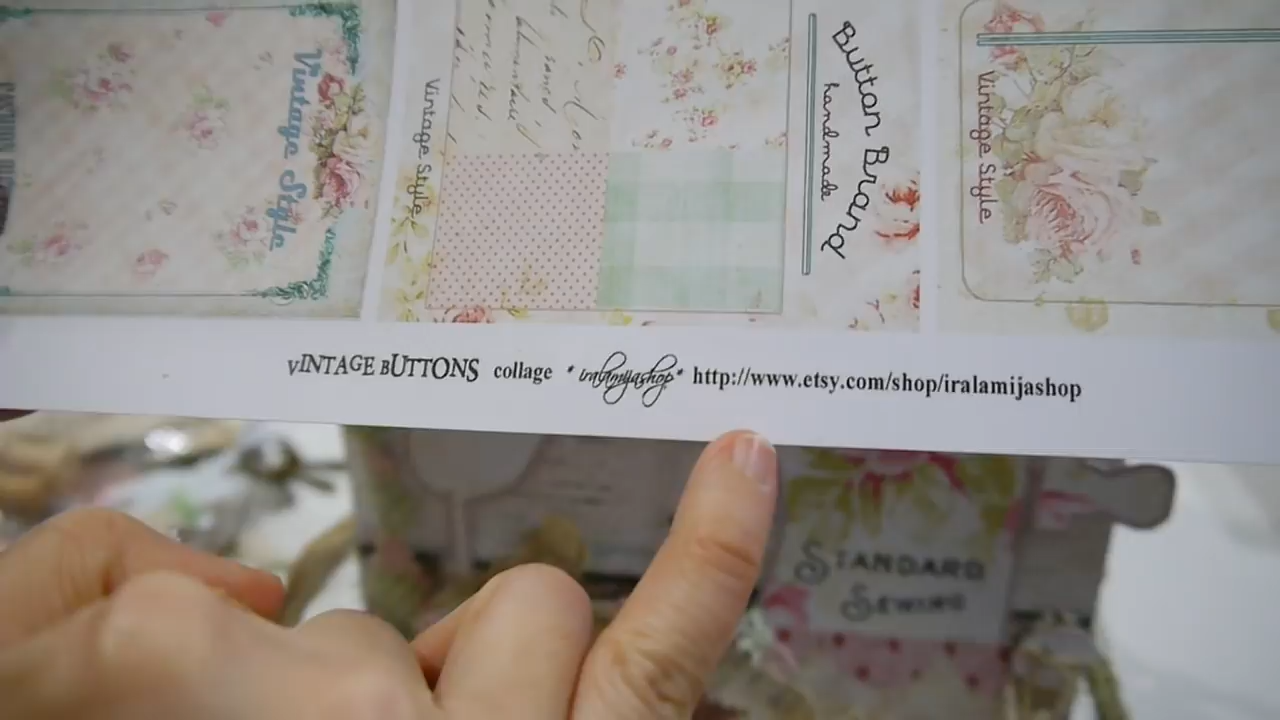 Vintage Style
Vintage Style
Button Brand
handmade
Vintage Style
VINTAGE BUTTONS collage * iralamijashop * http://www.etsy.com/shop/iralamijashop
STANDARD
SEWING